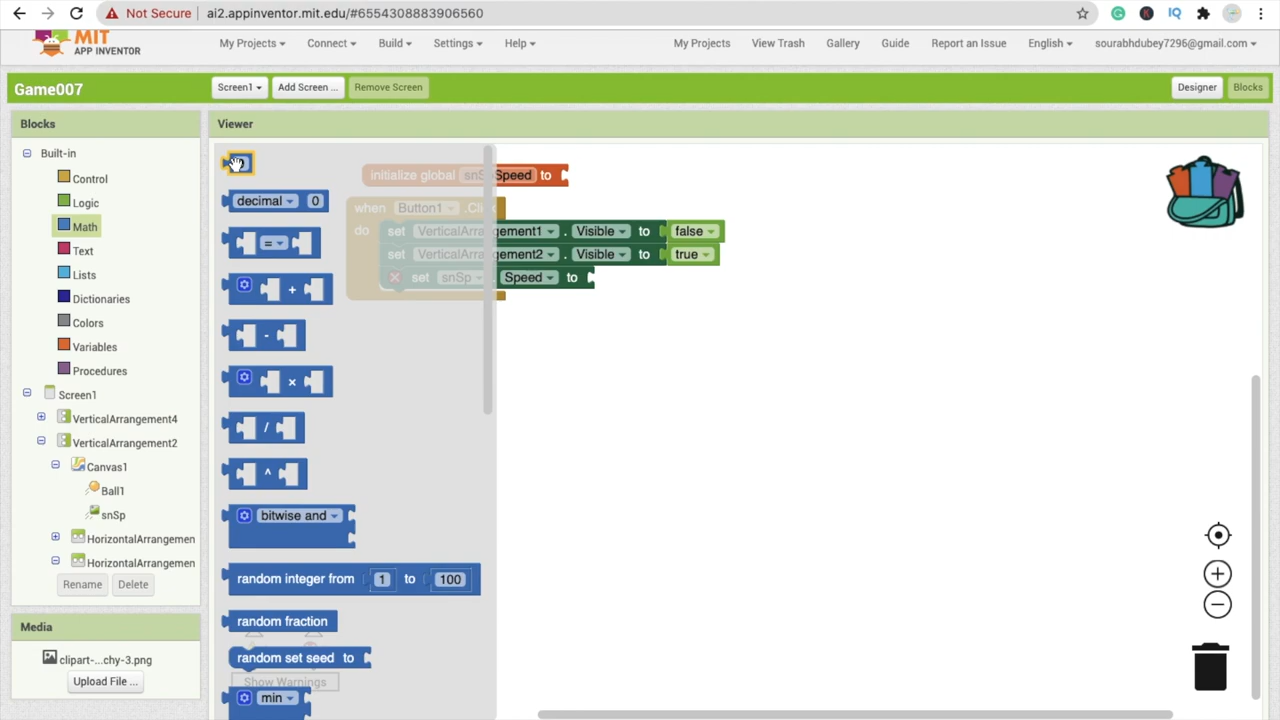 Not Secure ai2.appinventor.mit.edu/#6554308883906560
MIT
APP INVENTOR
My Projects Connect Build Settings Help My Projects View Trash Gallery Guide Report an Issue English sourabhdubey7296@gmail.com
Game007 Screen1 Add Screen ... Remove Screen Designer Blocks
Blocks
Viewer
Built-in
Control
Logic
Math
Text
Lists
Dictionaries
Colors
Variables
Procedures
Screen1
VerticalArrangement4
VerticalArrangement2
Canvas1
Ball1
snSp
HorizontalArrangemen
HorizontalArrangemen
Rename Delete
Media
clipart-...chy-3.png
Upload File ...
decimal 0
=
+
-
×
/
^
bitwise and
random integer from 1 to 100
random fraction
random set seed to
Show Warnings
min
initialize global snSpSpeed to
when Button1 .
do set VerticalArrangement1 . Visible to false
set VerticalArrangement2 . Visible to true
set snSp Speed to